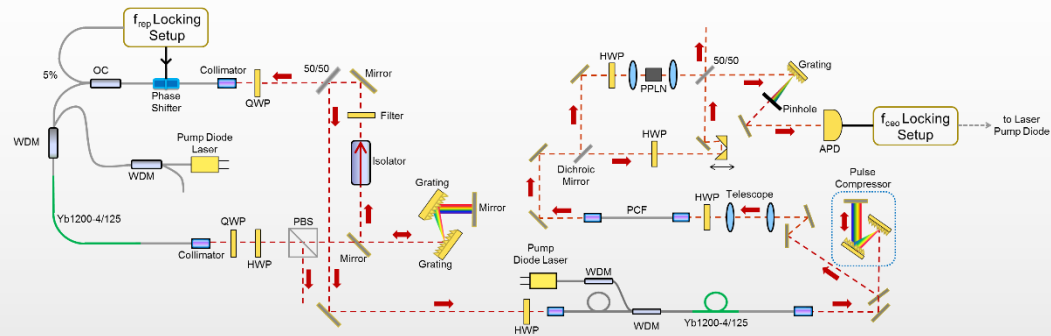 f_rep Locking
Setup
5%
OC
Phase
Shifter
Collimator
QWP
50/50
Mirror
Filter
Isolator
WDM
Pump Diode
Laser
WDM
Yb1200-4/125
Collimator
QWP
HWP
PBS
Mirror
Grating
Mirror
Grating
HWP
PPLN
50/50
Grating
Pinhole
APD
f_ceo Locking
Setup
to Laser
Pump Diode
Dichroic
Mirror
HWP
PCF
HWP
Telescope
Pulse
Compressor
Pump
Diode Laser
WDM
HWP
WDM
Yb1200-4/125